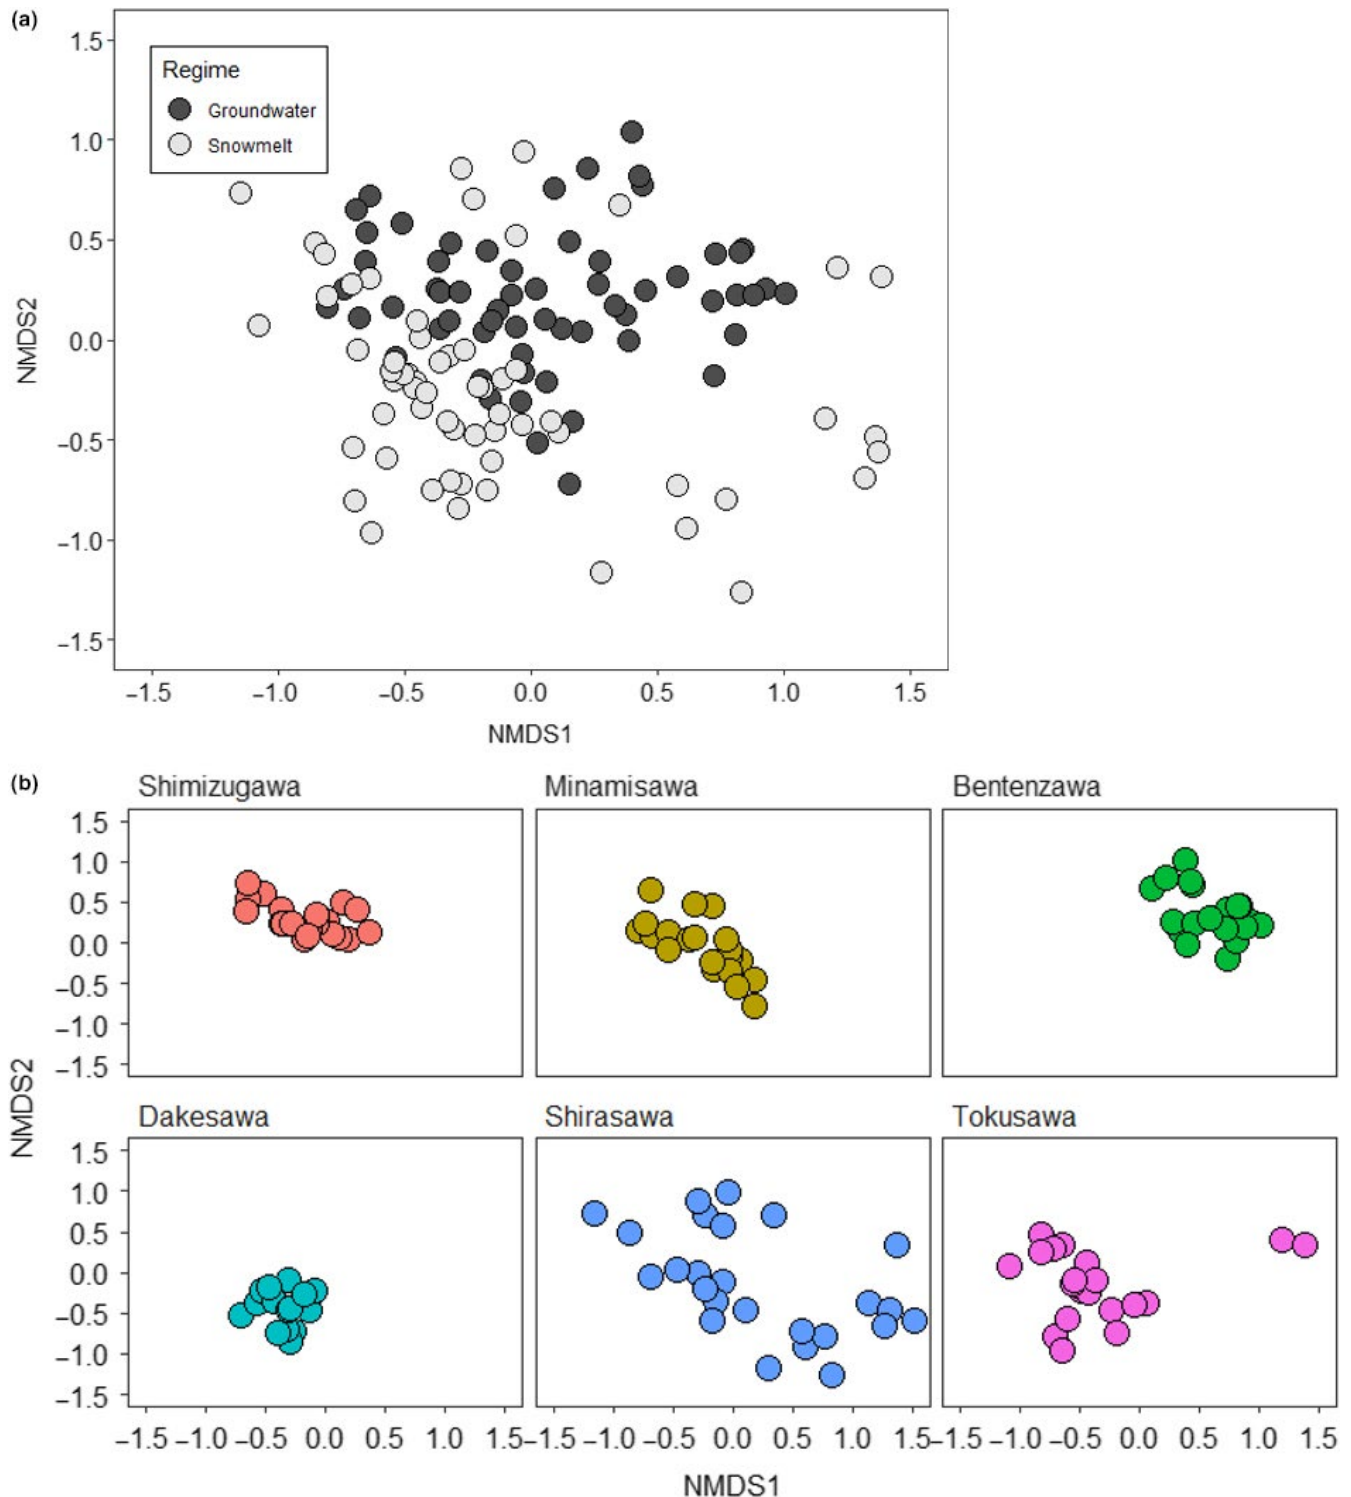 (a)
1.5
1.0
0.5
0.0
−0.5
−1.0
−1.5
NMDS2
Regime
Groundwater
Snowmelt
−1.5 −1.0 −0.5 0.0 0.5 1.0 1.5
NMDS1
(b)
Shimizugawa Minamisawa Bentenzawa
1.5
1.0
0.5
0.0
−0.5
−1.0
−1.5
NMDS2
Dakesawa Shirasawa Tokusawa
1.5
1.0
0.5
0.0
−0.5
−1.0
−1.5
−1.5 −1.0 −0.5 0.0 0.5 1.0 −1.5 −1.0 −0.5 0.0 0.5 1.0 1.5 −1.5 −1.0 −0.5 0.0 0.5 1.0 1.5
NMDS1